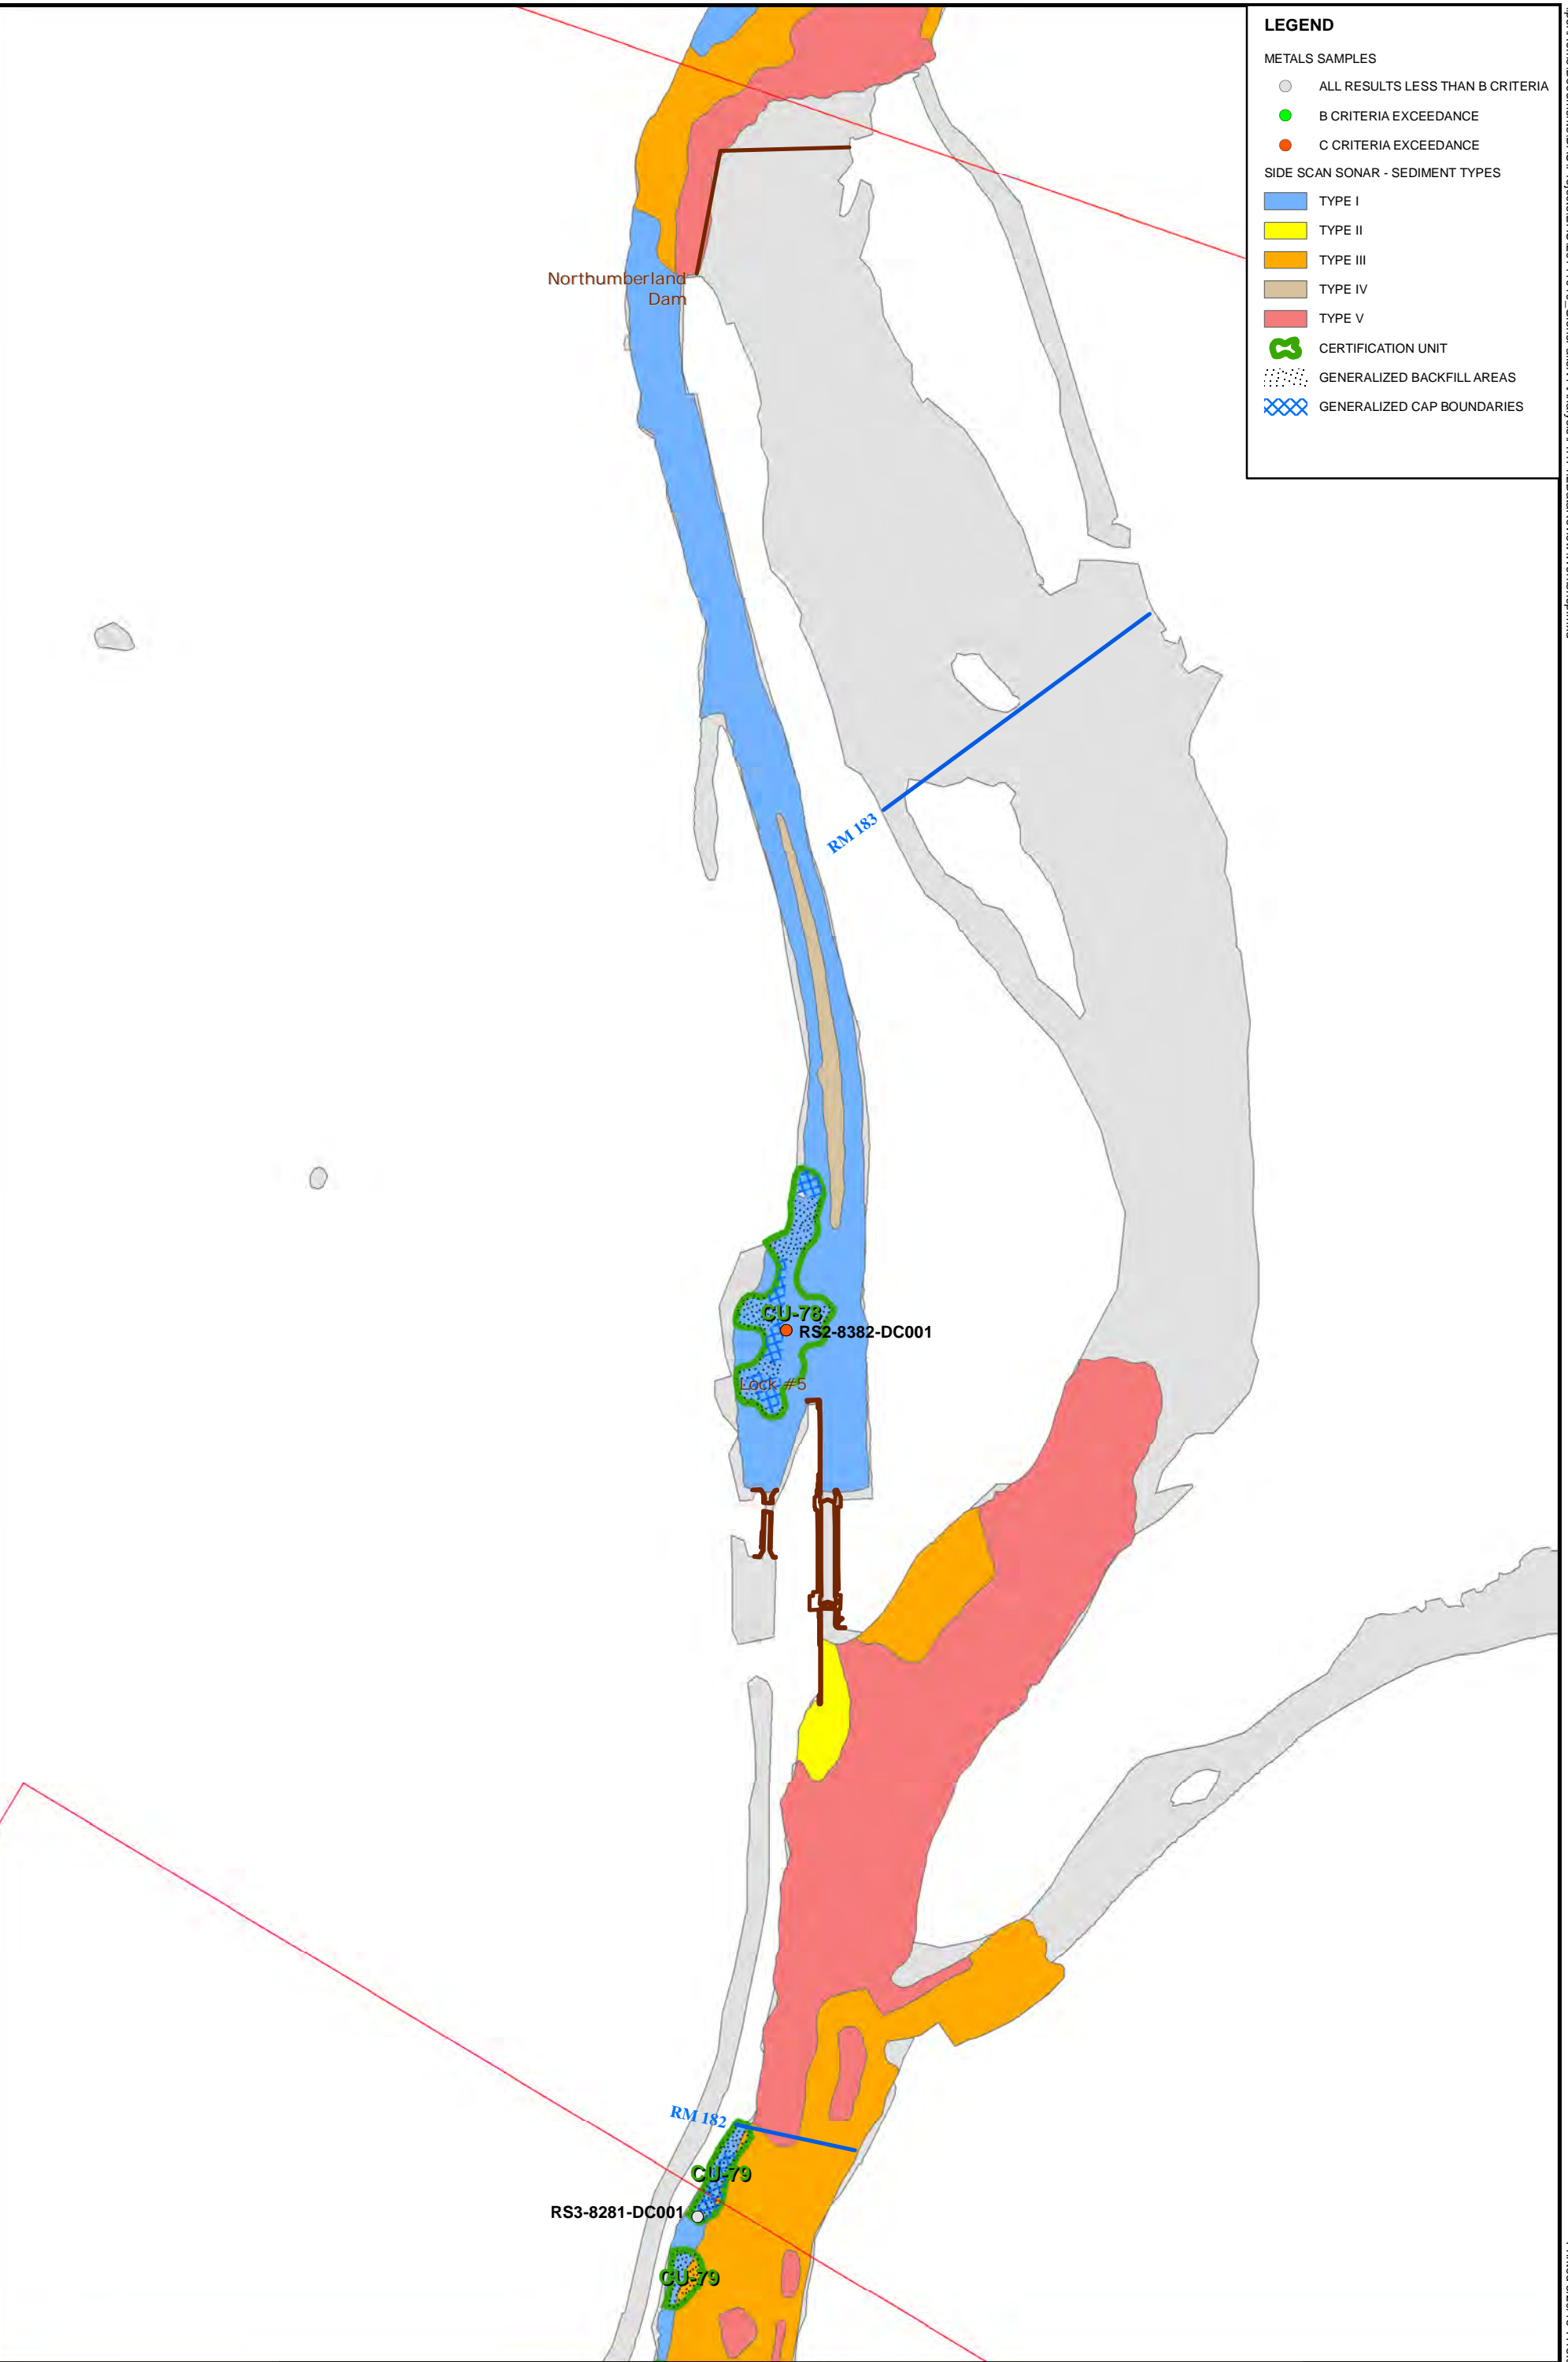 LEGEND
METALS SAMPLES
ALL RESULTS LESS THAN B CRITERIA
B CRITERIA EXCEEDANCE
C CRITERIA EXCEEDANCE
SIDE SCAN SONAR - SEDIMENT TYPES
TYPE I
TYPE II
TYPE III
TYPE IV
TYPE V
CERTIFICATION UNIT
GENERALIZED BACKFILL AREAS
GENERALIZED CAP BOUNDARIES
Northumberland
Dam
RM 183
CU-78
RS2-8382-DC001
Lock #5
RM 182
CU-79
RS3-8281-DC001
CU-79